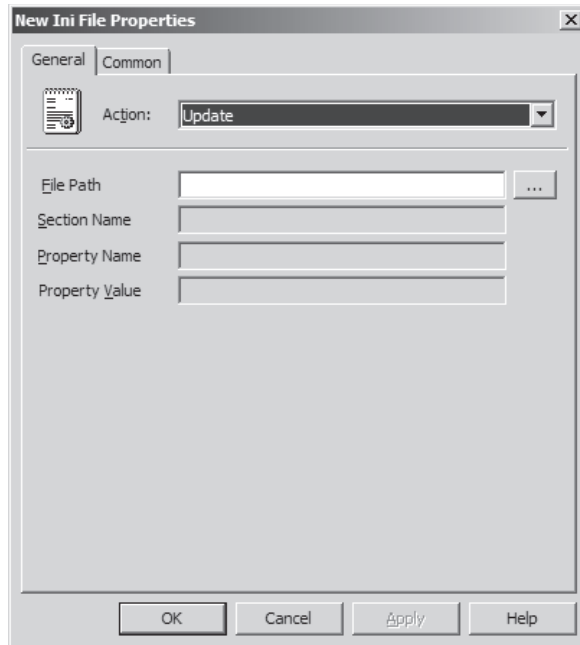 New Ini File Properties
General Common
Action: Update
File Path ...
Section Name
Property Name
Property Value
OK Cancel Apply Help